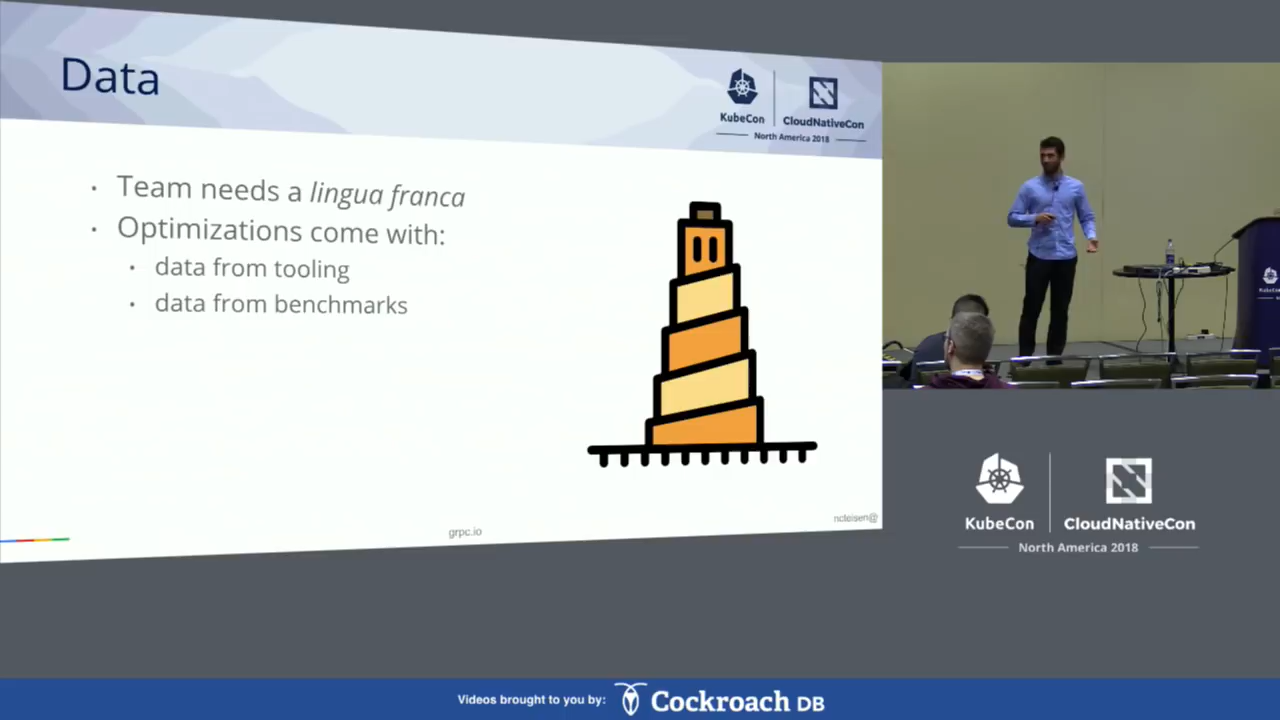 Data
KubeCon
CloudNativeCon
North America 2018
Team needs a lingua franca
Optimizations come with:
data from tooling
data from benchmarks
grpc.io
ncteisen@
KubeCon
CloudNativeCon
North America 2018
Videos brought to you by:
Cockroach DB